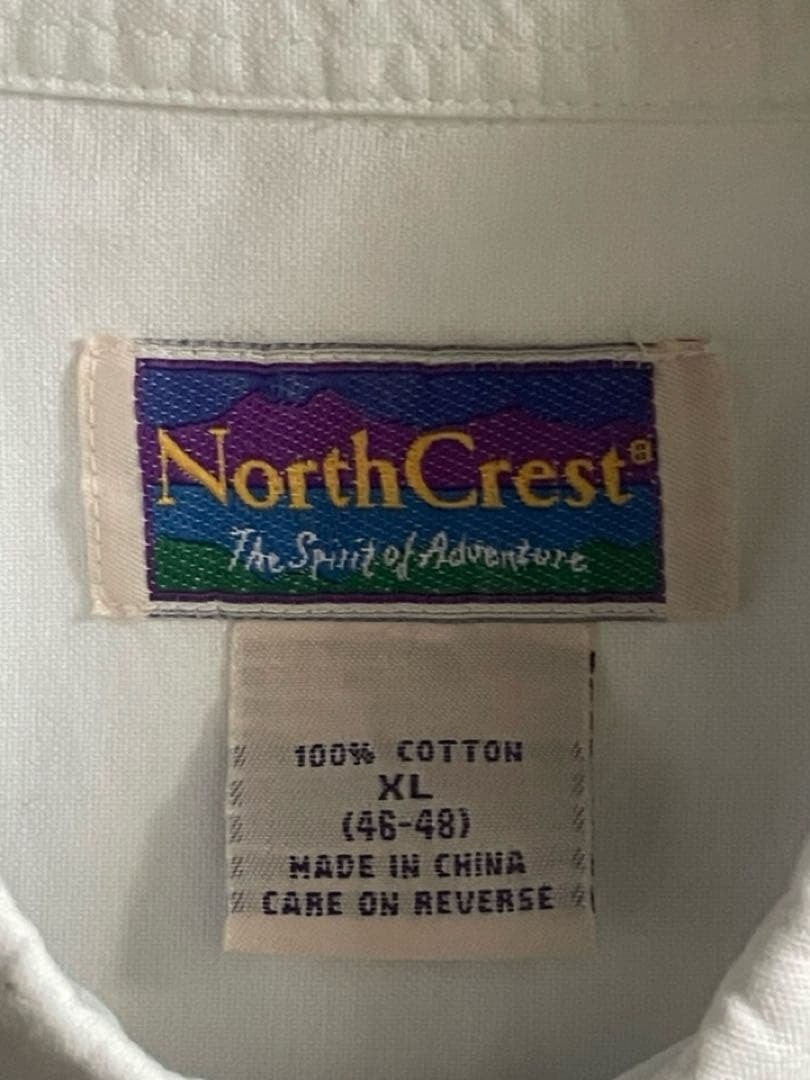 NorthCrest®
The Spirit of Adventure
100% COTTON
XL
(46-48)
MADE IN CHINA
CARE ON REVERSE